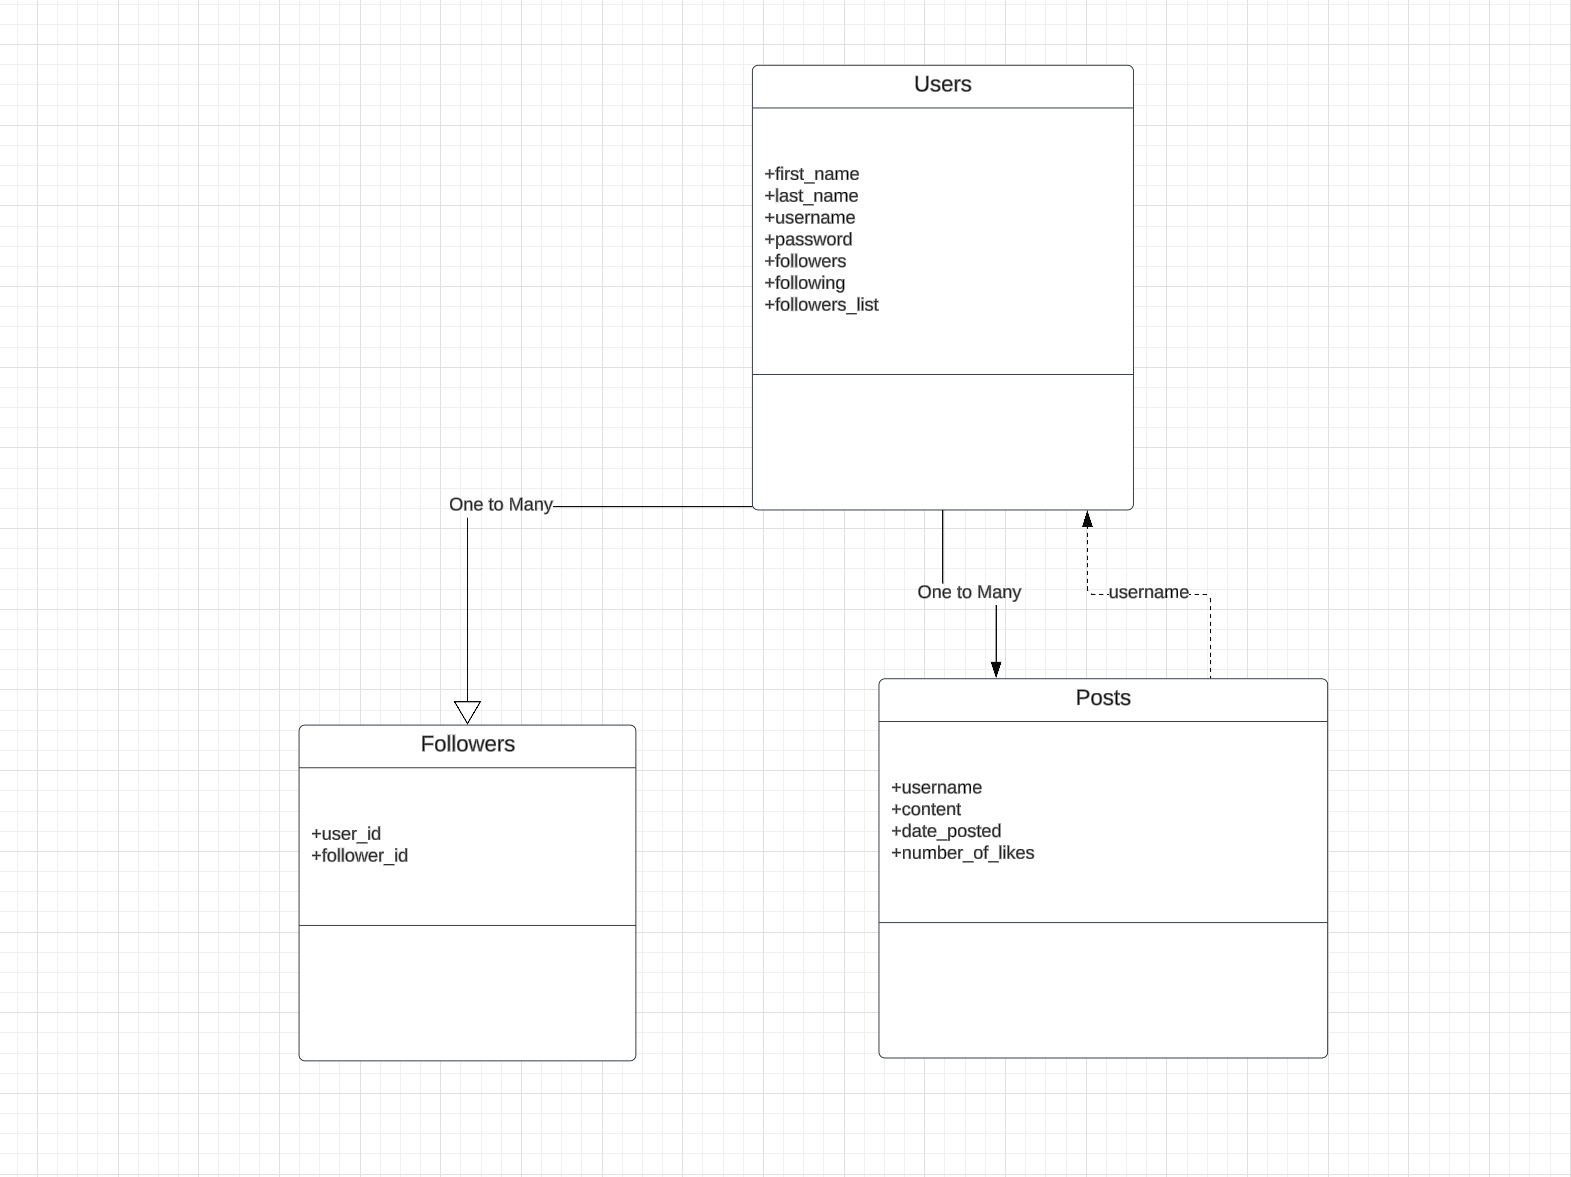 Users
+first_name
+last_name
+username
+password
+followers
+following
+followers_list
One to Many
One to Many
username
Followers
+user_id
+follower_id
Posts
+username
+content
+date_posted
+number_of_likes